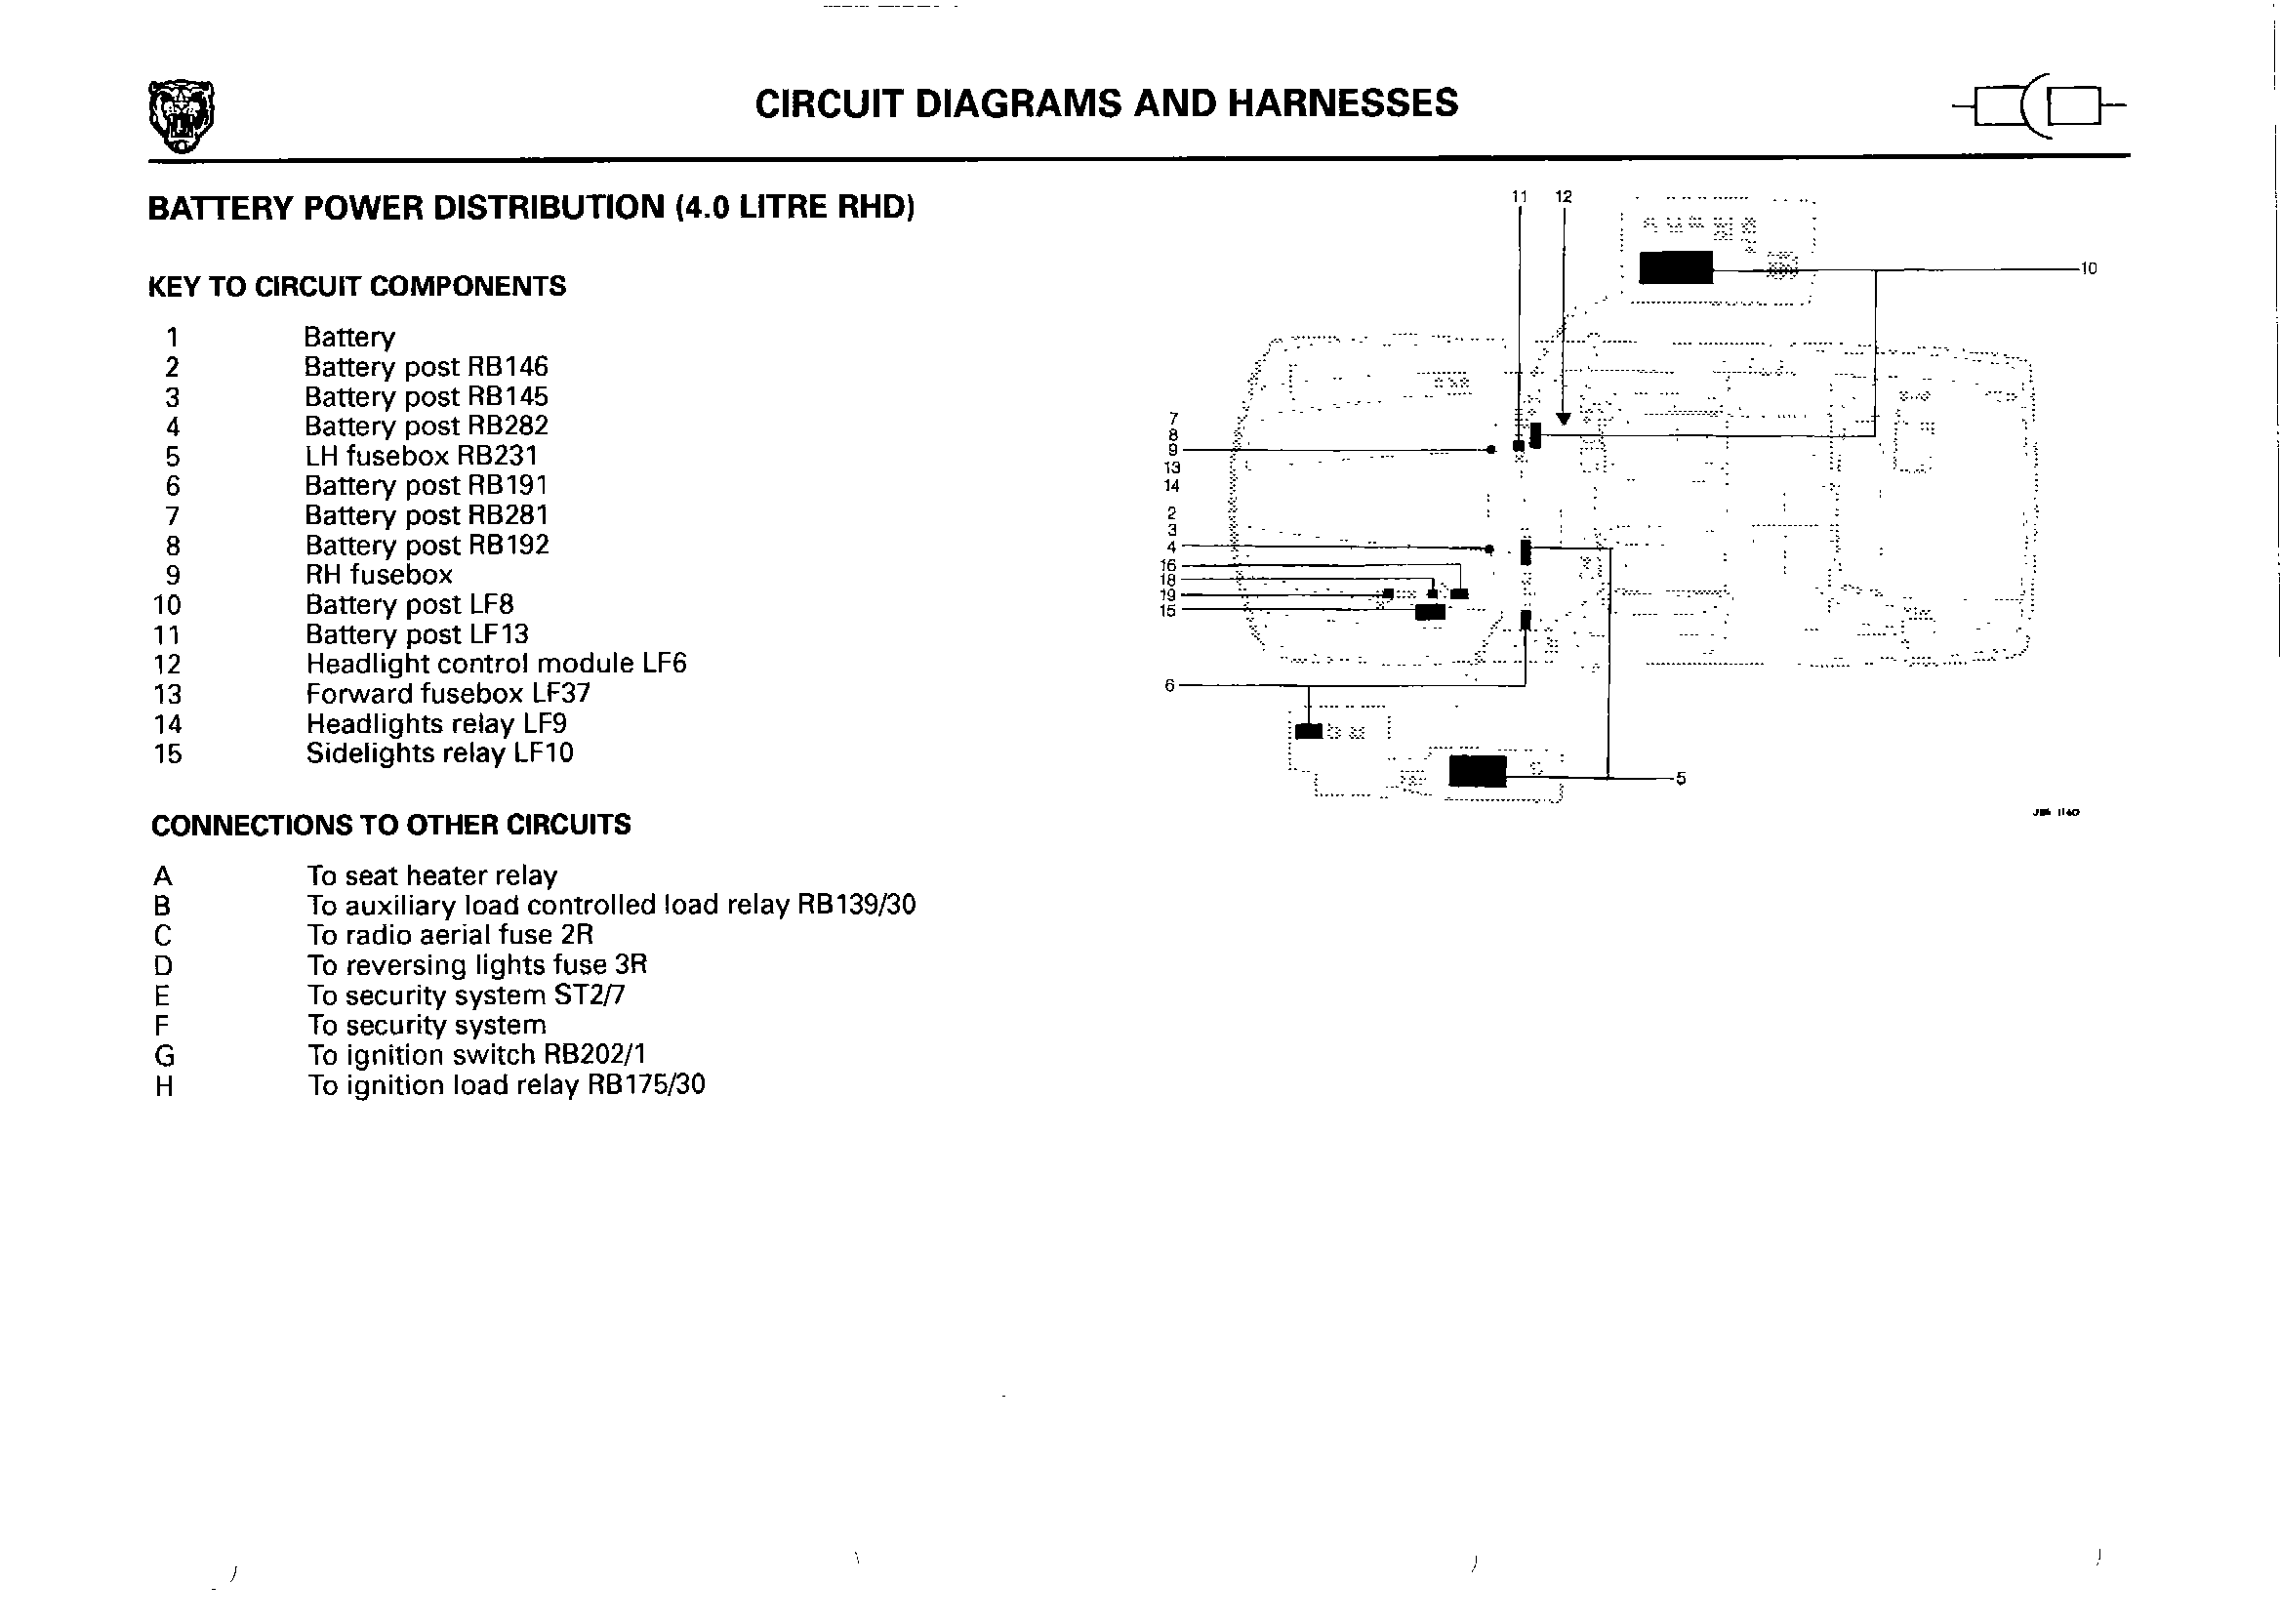 CIRCUIT DIAGRAMS AND HARNESSES
BATTERY POWER DISTRIBUTION (4.0 LITRE RHD)
KEY TO CIRCUIT COMPONENTS
1 Battery
2 Battery post RB146
3 Battery post RB145
4 Battery post RB282
5 LH fusebox RB231
6 Battery post RB191
7 Battery post RB281
8 Battery post RB192
9 RH fusebox
10 Battery post LF8
11 Battery post LF13
12 Headlight control module LF6
13 Forward fusebox LF37
14 Headlights relay LF9
15 Sidelights relay LF10
CONNECTIONS TO OTHER CIRCUITS
A To seat heater relay
B To auxiliary load controlled load relay RB139/30
C To radio aerial fuse 2R
D To reversing lights fuse 3R
E To security system ST2/7
F To security system
G To ignition switch RB202/1
H To ignition load relay RB175/30
11 12
10
7
8
9
13
14
2
3
4
16
18
19
15
6
5